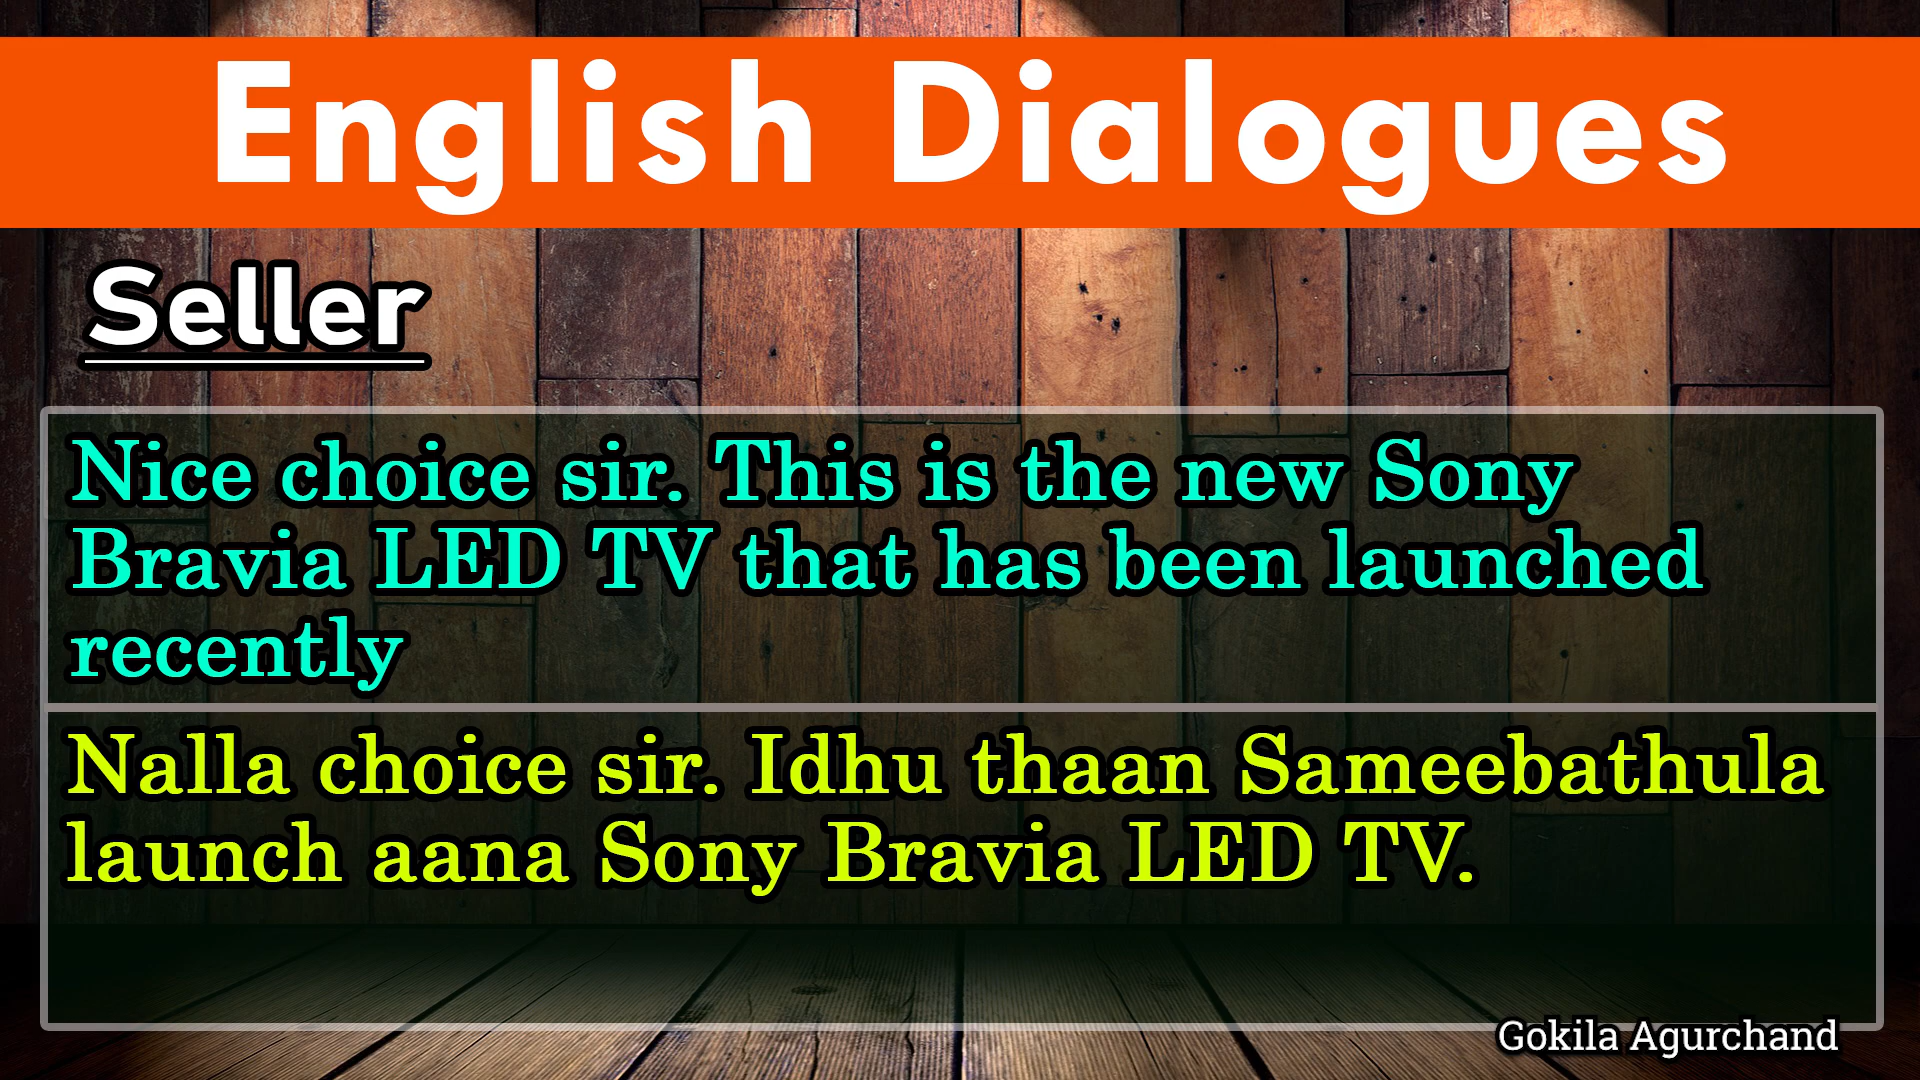 English Dialogues
Seller
Nice choice sir. This is the new Sony
Bravia LED TV that has been launched
recently
Nalla choice sir. Idhu thaan Sameebathula
launch aana Sony Bravia LED TV.
Gokila Agurchand